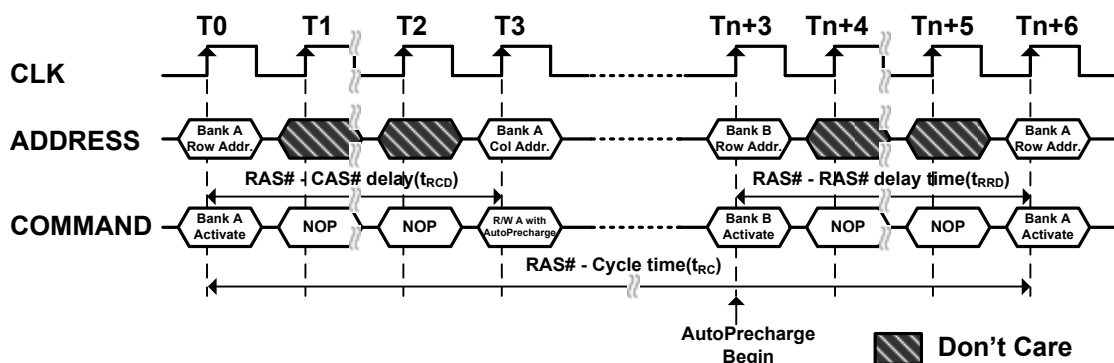 T0 T1 T2 T3 Tn+3 Tn+4 Tn+5 Tn+6
CLK
ADDRESS
Bank A
Row Addr.
Bank A
Col Addr.
Bank B
Row Addr.
Bank A
Row Addr.
RAS# - CAS# delay(tRCD)
RAS# - RAS# delay time(tRRD)
COMMAND
Bank A
Activate
NOP
NOP
R/W A with
AutoPrecharge
Bank B
Activate
NOP
NOP
Bank A
Activate
RAS# - Cycle time(tRC)
AutoPrecharge
Begin
Don't Care